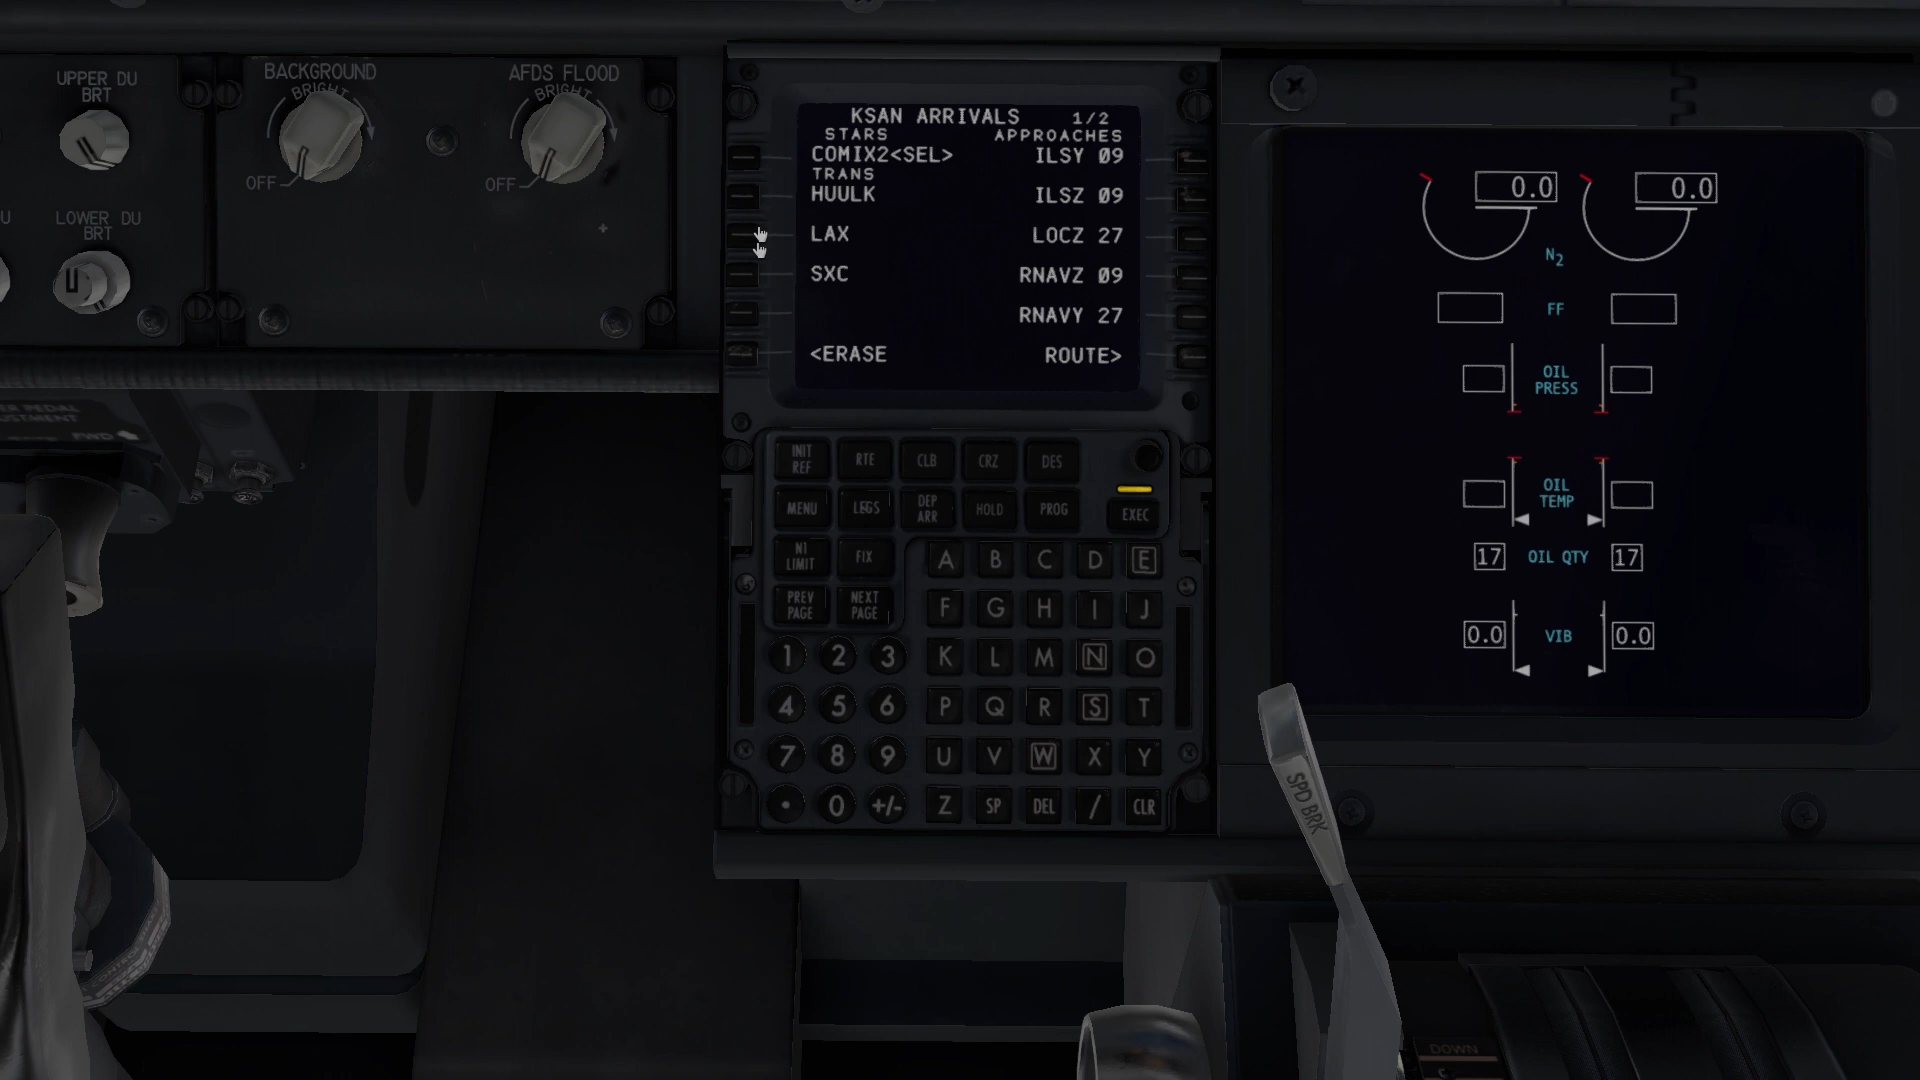 UPPER DU
BRT
LOWER DU
BRT
BACKGROUND
BRIGHT
OFF
AFDS FLOOD
BRIGHT
OFF
KSAN ARRIVALS 1/2
STARS APPROACHES
COMIX2<SEL> ILSY 09
TRANS
HUULK ILSZ 09
LAX LOCZ 27
SXC RNAVZ 09
RNAVY 27
<ERASE ROUTE>
INIT REF RTE CLB CRZ DES
MENU LEGS DEP ARR HOLD PROG EXEC
N1 LIMIT FIX
PREV PAGE NEXT PAGE
A B C D E
F G H I J
1 2 3 K L M N O
4 5 6 P Q R S T
7 8 9 U V W X Y
. 0 +/- Z SP DEL / CLR
0.0 0.0
N2
FF
OIL
PRESS
OIL
TEMP
17 OIL QTY 17
0.0 VIB 0.0
SPD BRK
PEDAL
FWD
DOWN